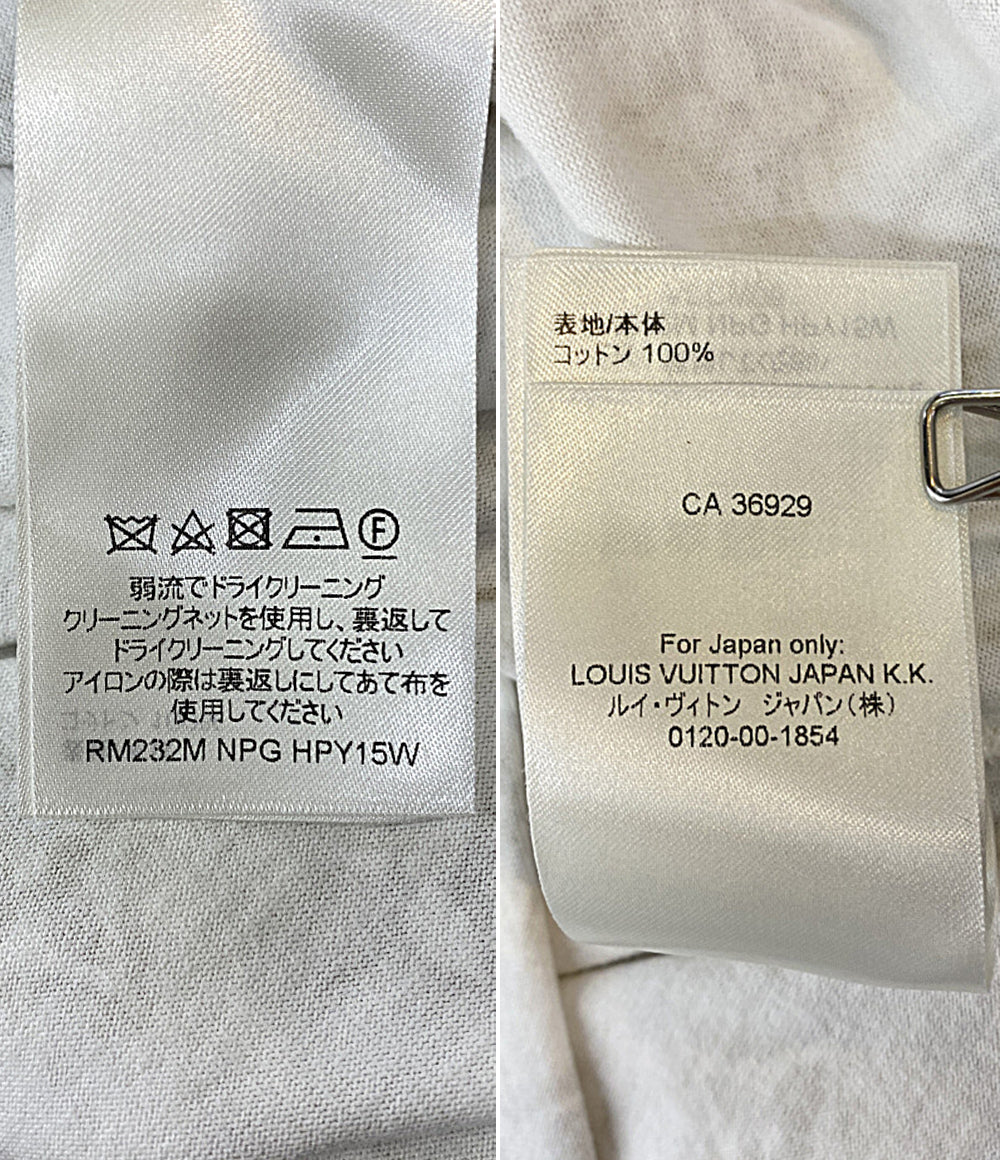 弱流でドライクリーニング
クリーニングネットを使用し、裏返して
ドライクリーニングしてください
アイロンの際は裏返しにしてあて布を
使用してください
RM232M NPG HPY15W
表地/本体
コットン 100%
CA 36929
For Japan only:
LOUIS VUITTON JAPAN K.K.
ルイ・ヴィトン ジャパン(株)
0120-00-1854